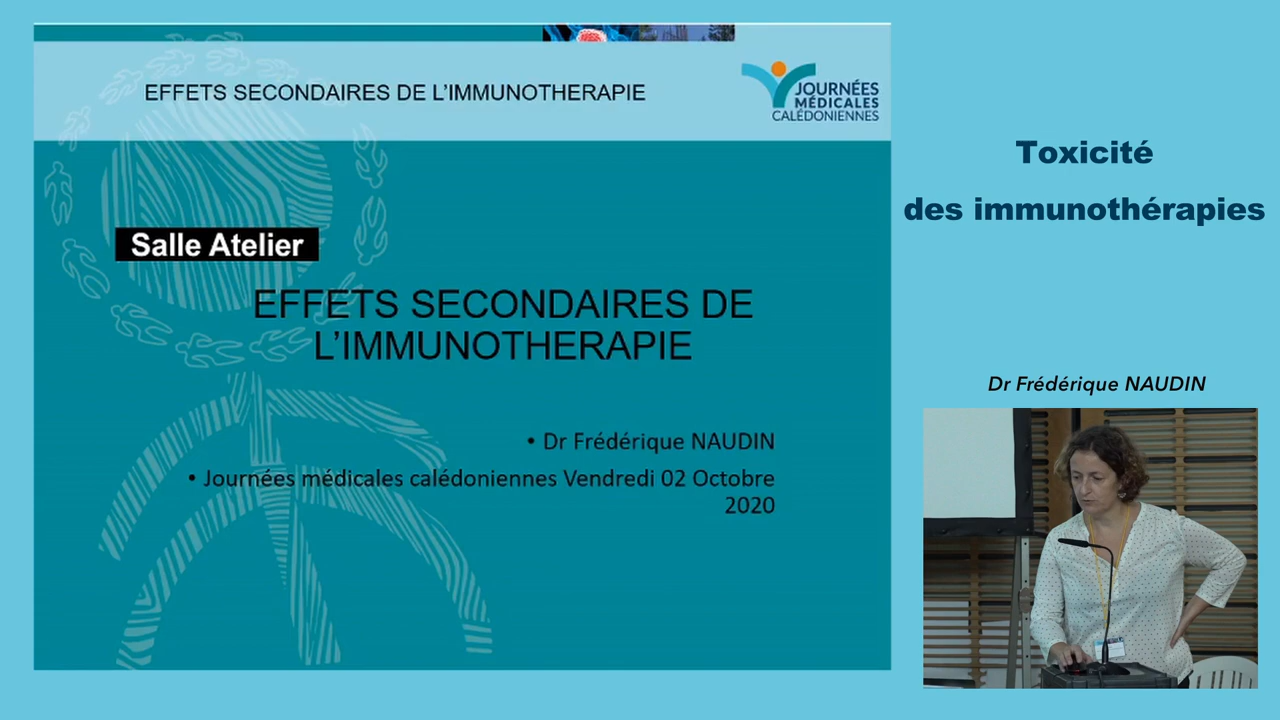 EFFETS SECONDAIRES DE L'IMMUNOTHERAPIE
JOURNÉES
MÉDICALES
CALÉDONIENNES
Salle Atelier
EFFETS SECONDAIRES DE
L'IMMUNOTHERAPIE
• Dr Frédérique NAUDIN
• Journées médicales calédoniennes Vendredi 02 Octobre
2020
Toxicité
des immunothérapies
Dr Frédérique NAUDIN